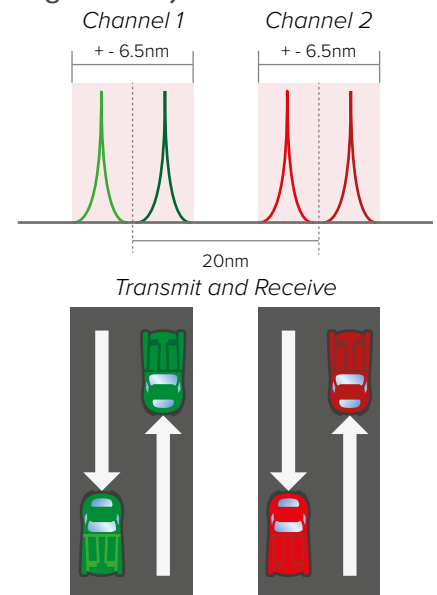 Channel 1 Channel 2
+ - 6.5nm + - 6.5nm
20nm
Transmit and Receive